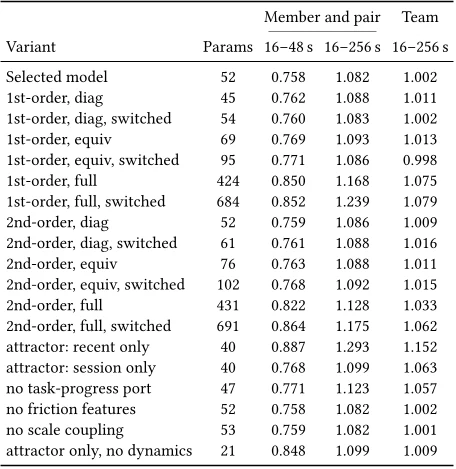 Member and pair Team
Variant Params 16–48 s 16–256 s 16–256 s
Selected model 52 0.758 1.082 1.002
1st-order, diag 45 0.762 1.088 1.011
1st-order, diag, switched 54 0.760 1.083 1.002
1st-order, equiv 69 0.769 1.093 1.013
1st-order, equiv, switched 95 0.771 1.086 0.998
1st-order, full 424 0.850 1.168 1.075
1st-order, full, switched 684 0.852 1.239 1.079
2nd-order, diag 52 0.759 1.086 1.009
2nd-order, diag, switched 61 0.761 1.088 1.016
2nd-order, equiv 76 0.763 1.088 1.011
2nd-order, equiv, switched 102 0.768 1.092 1.015
2nd-order, full 431 0.822 1.128 1.033
2nd-order, full, switched 691 0.864 1.175 1.062
attractor: recent only 40 0.887 1.293 1.152
attractor: session only 40 0.768 1.099 1.063
no task-progress port 47 0.771 1.123 1.057
no friction features 52 0.758 1.082 1.002
no scale coupling 53 0.759 1.082 1.001
attractor only, no dynamics 21 0.848 1.099 1.009